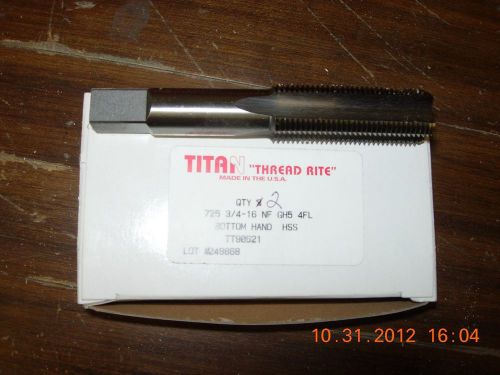 TITAN "THREAD RITE"
MADE IN THE U.S.A.
QTY 2
725 3/4-16 NF GH5 4FL
BOTTOM HAND HSS
TT90621
LOT #249868
10.31.2012 16:04